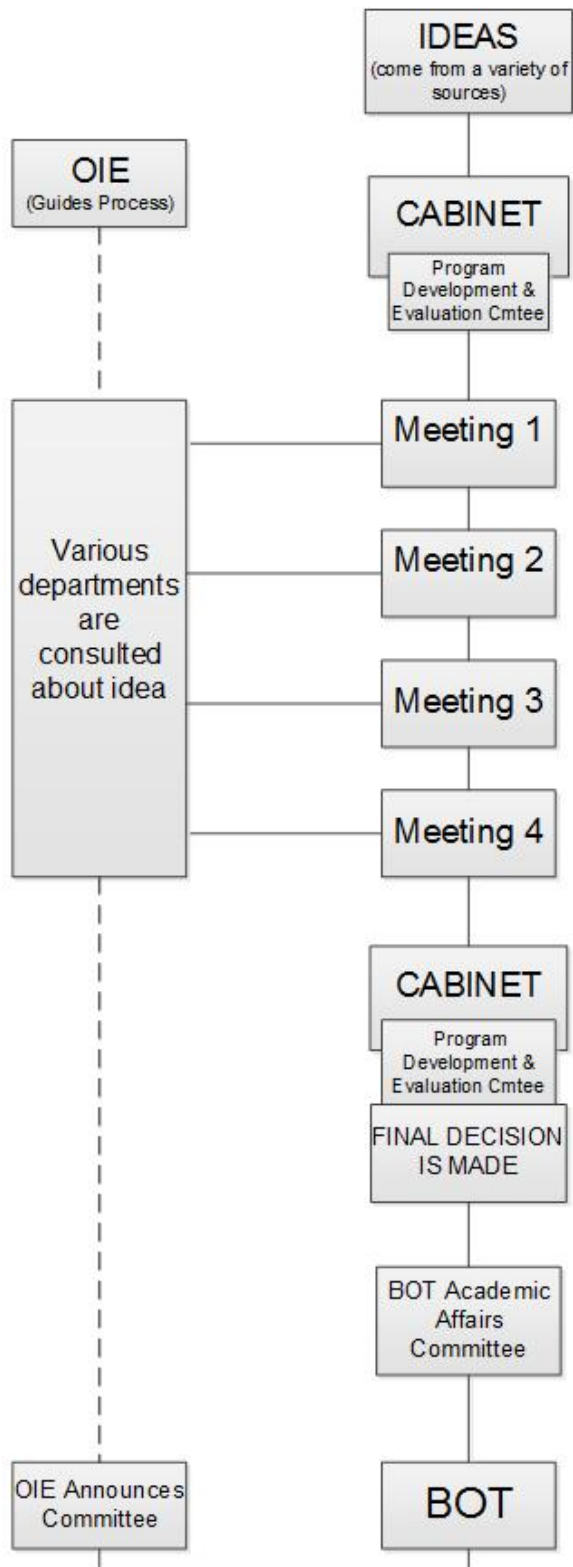 IDEAS
(come from a variety of
sources)
OIE
(Guides Process)
CABINET
Program
Development &
Evaluation Cmtee
Meeting 1
Various
departments
are
consulted
about idea
Meeting 2
Meeting 3
Meeting 4
CABINET
Program
Development &
Evaluation Cmtee
FINAL DECISION
IS MADE
BOT Academic
Affairs
Committee
OIE Announces
Committee
BOT